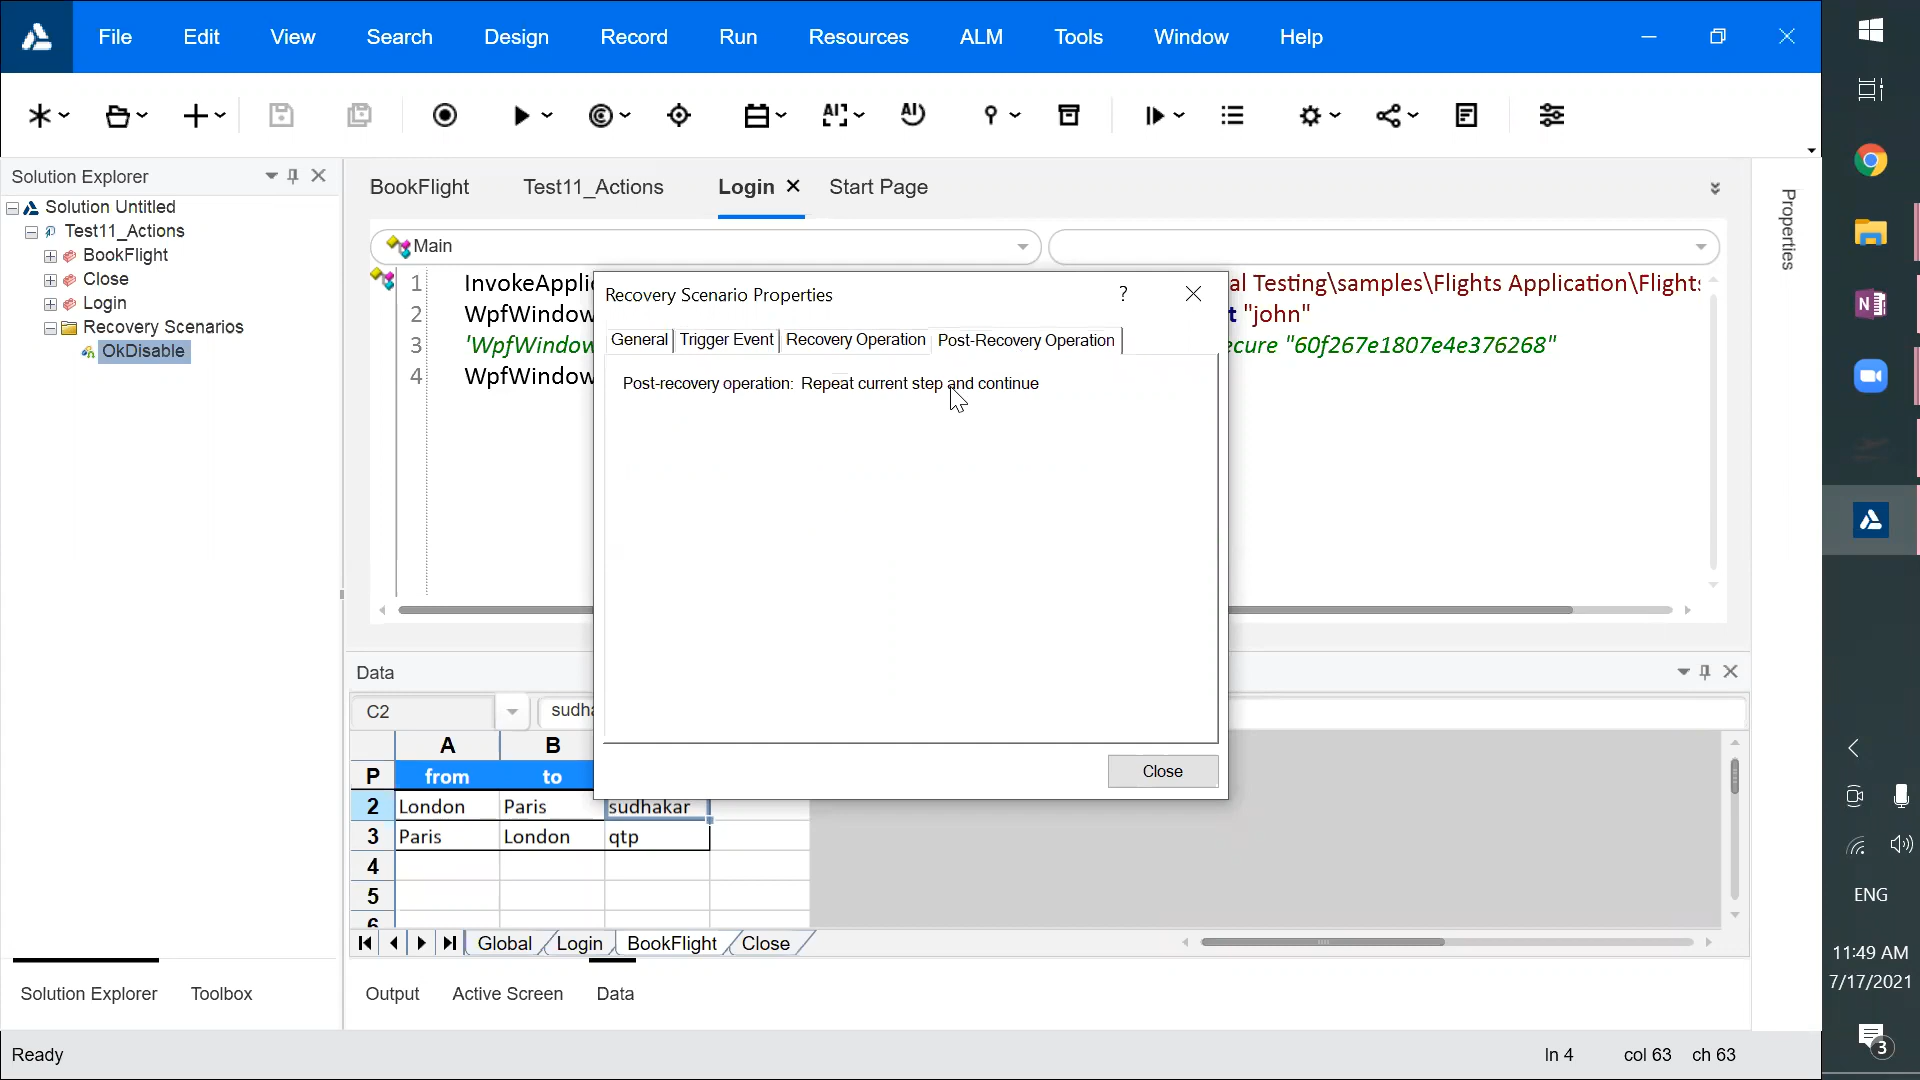 File Edit View Search Design Record Run Resources ALM Tools Window Help
Solution Explorer
Solution Untitled
Test11_Actions
BookFlight
Close
Login
Recovery Scenarios
OkDisable
BookFlight Test11_Actions Login Start Page
Main
1 InvokeApplic al Testing\samples\Flights Application\Flights
2 WpfWindow t "john"
3 'WpfWindow ecure "60f267e1807e4e376268"
4 WpfWindow
Recovery Scenario Properties ?
General Trigger Event Recovery Operation Post-Recovery Operation
Post-recovery operation: Repeat current step and continue
Close
Properties
Data
C2 sudha
A B
P from to
2 London Paris sudhakar
3 Paris London qtp
4
5
6
Global Login BookFlight Close
Solution Explorer Toolbox
Output Active Screen Data
Ready
ln 4 col 63 ch 63
ENG
11:49 AM
7/17/2021
3